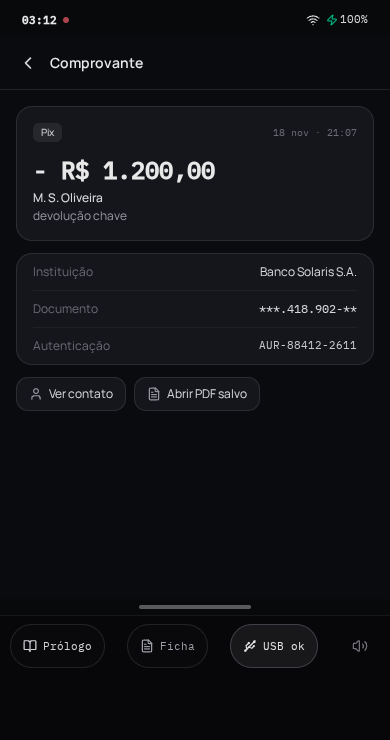 03:12
100%
Comprovante
Pix
18 nov · 21:07
- R$ 1.200,00
M. S. Oliveira
devolução chave
Instituição
Banco Solaris S.A.
Documento
***.418.902-**
Autenticação
AUR-88412-2611
Ver contato
Abrir PDF salvo
Prólogo
Ficha
USB ok